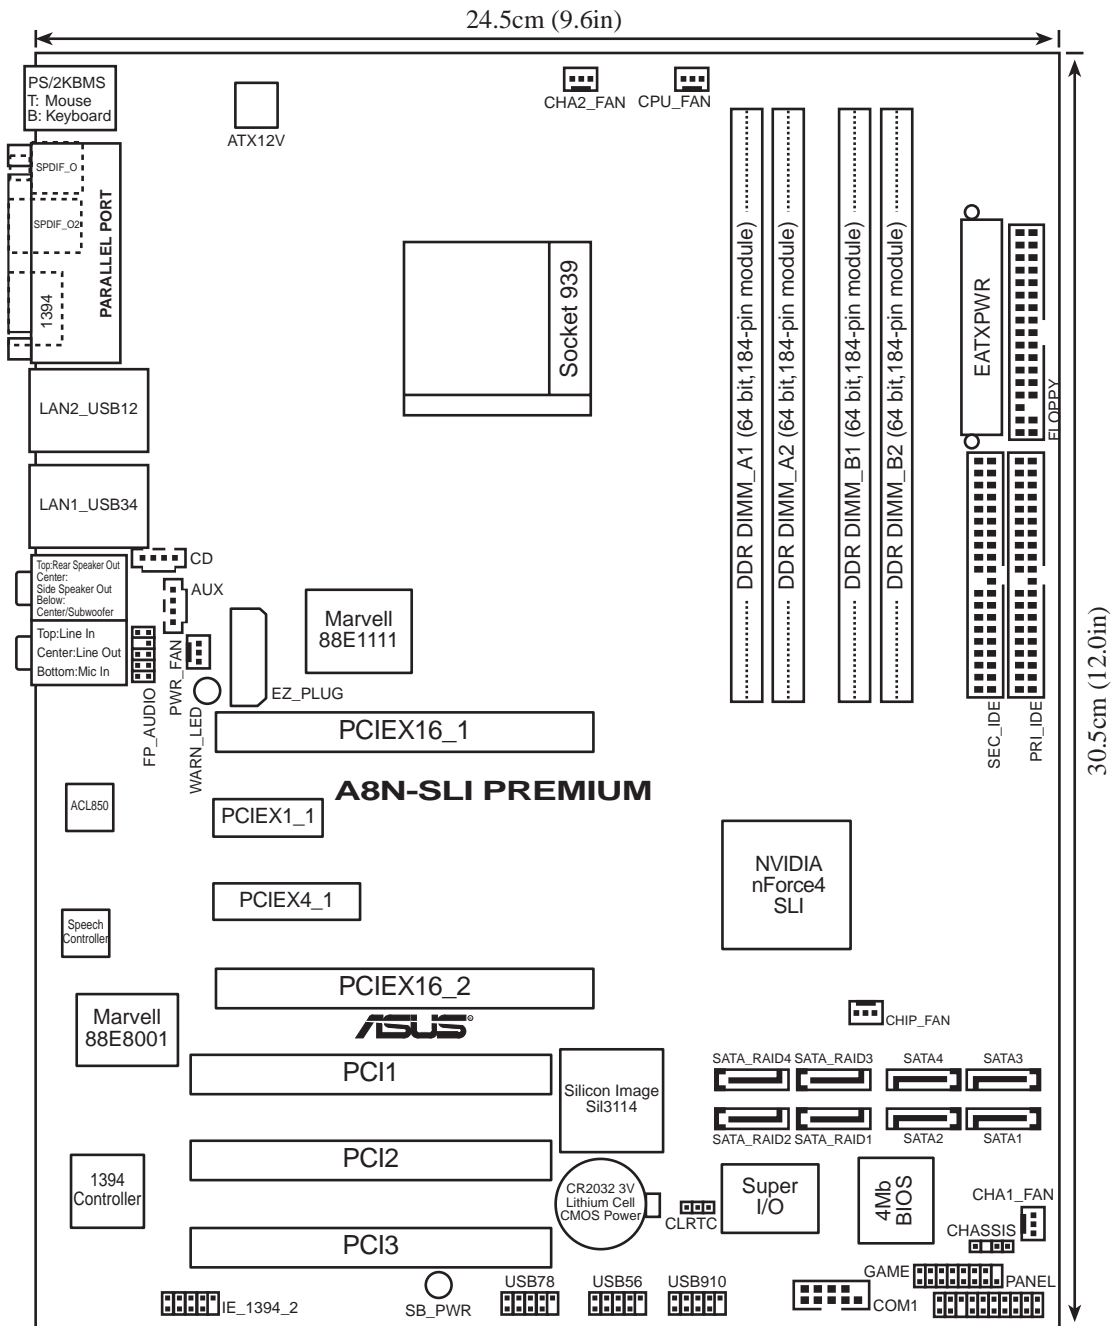 24.5cm (9.6in)
PS/2KBMS
T: Mouse
B: Keyboard
ATX12V
CHA2_FAN
CPU_FAN
SPDIF_O
SPDIF_O2
1394
PARALLEL PORT
Socket 939
DDR DIMM_A1 (64 bit,184-pin module)
DDR DIMM_A2 (64 bit,184-pin module)
DDR DIMM_B1 (64 bit,184-pin module)
DDR DIMM_B2 (64 bit,184-pin module)
EATXPWR
FLOPPY
LAN2_USB12
LAN1_USB34
CD
Top:Rear Speaker Out
Center:
Side Speaker Out
Below:
Center/Subwoofer
AUX
Top:Line In
Center:Line Out
Bottom:Mic In
FP_AUDIO
PWR_FAN
WARN_LED
EZ_PLUG
Marvell
88E1111
SEC_IDE
PRI_IDE
30.5cm (12.0in)
PCIEX16_1
A8N-SLI PREMIUM
ACL850
PCIEX1_1
NVIDIA
nForce4
SLI
PCIEX4_1
Speech
Controller
PCIEX16_2
ASUS®
Marvell
88E8001
CHIP_FAN
PCI1
Silicon Image
Sil3114
SATA_RAID4
SATA_RAID3
SATA4
SATA3
SATA_RAID2
SATA_RAID1
SATA2
SATA1
PCI2
1394
Controller
CR2032 3V
Lithium Cell
CMOS Power
CLRTC
Super
I/O
4Mb
BIOS
CHA1_FAN
CHASSIS
PCI3
GAME
PANEL
IE_1394_2
SB_PWR
USB78
USB56
USB910
COM1